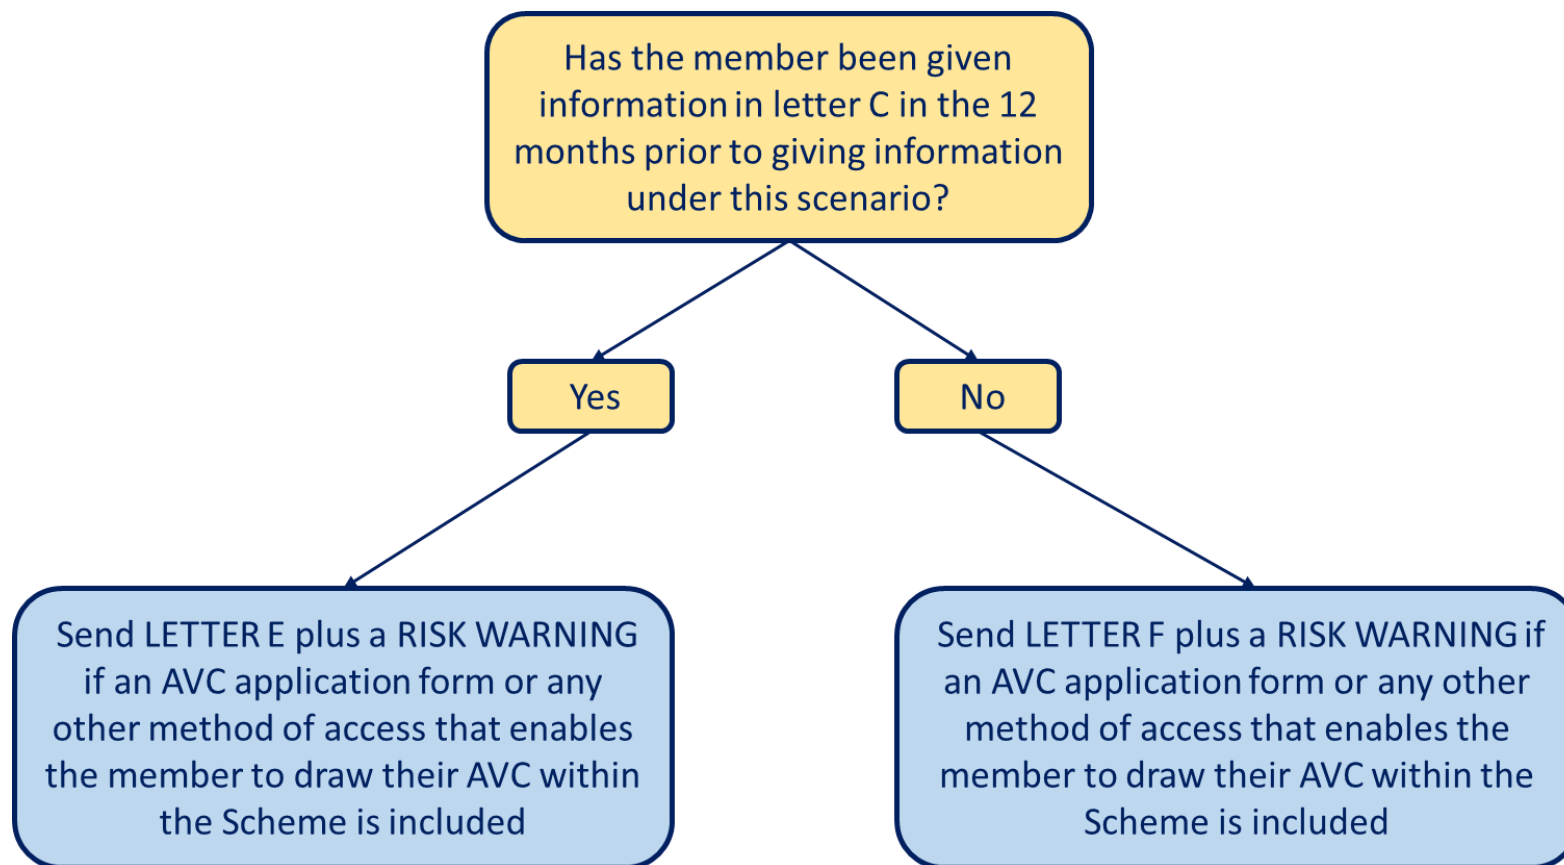 Has the member been given
information in letter C in the 12
months prior to giving information
under this scenario?
Yes
No
Send LETTER E plus a RISK WARNING
if an AVC application form or any
other method of access that enables
the member to draw their AVC within
the Scheme is included
Send LETTER F plus a RISK WARNING if
an AVC application form or any other
method of access that enables the
member to draw their AVC within the
Scheme is included